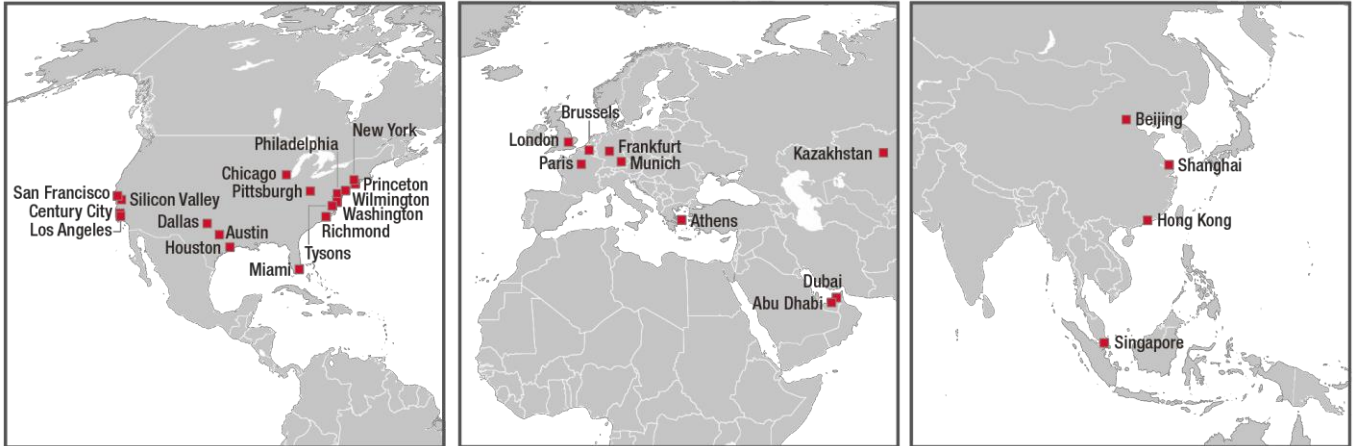 New York
Philadelphia
Chicago
Pittsburgh
Princeton
Wilmington
Washington
Richmond
San Francisco
Silicon Valley
Century City
Los Angeles
Dallas
Austin
Houston
Tysons
Miami
Brussels
London
Frankfurt
Paris
Munich
Kazakhstan
Athens
Dubai
Abu Dhabi
Beijing
Shanghai
Hong Kong
Singapore